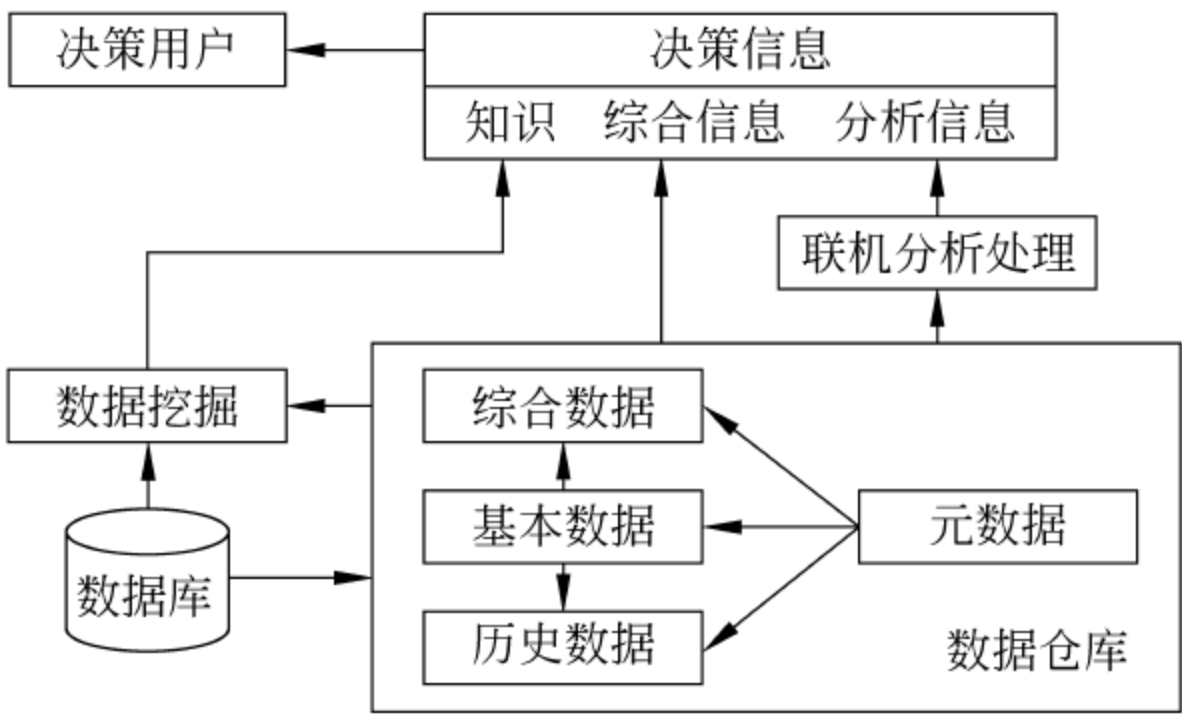 决策用户
决策信息
知识 综合信息 分析信息
联机分析处理
数据挖掘
综合数据
基本数据
元数据
数据库
历史数据
数据仓库